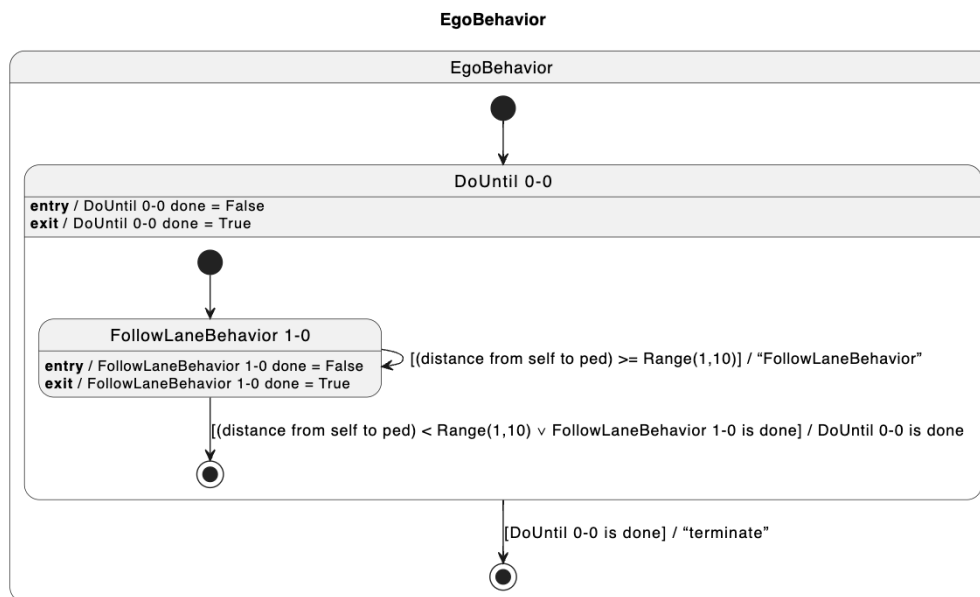 EgoBehavior
EgoBehavior
DoUntil 0-0
entry / DoUntil 0-0 done = False
exit / DoUntil 0-0 done = True
FollowLaneBehavior 1-0
entry / FollowLaneBehavior 1-0 done = False
exit / FollowLaneBehavior 1-0 done = True
[(distance from self to ped) >= Range(1,10)] / “FollowLaneBehavior”
[(distance from self to ped) < Range(1,10) ∨ FollowLaneBehavior 1-0 is done] / DoUntil 0-0 is done
[DoUntil 0-0 is done] / “terminate”